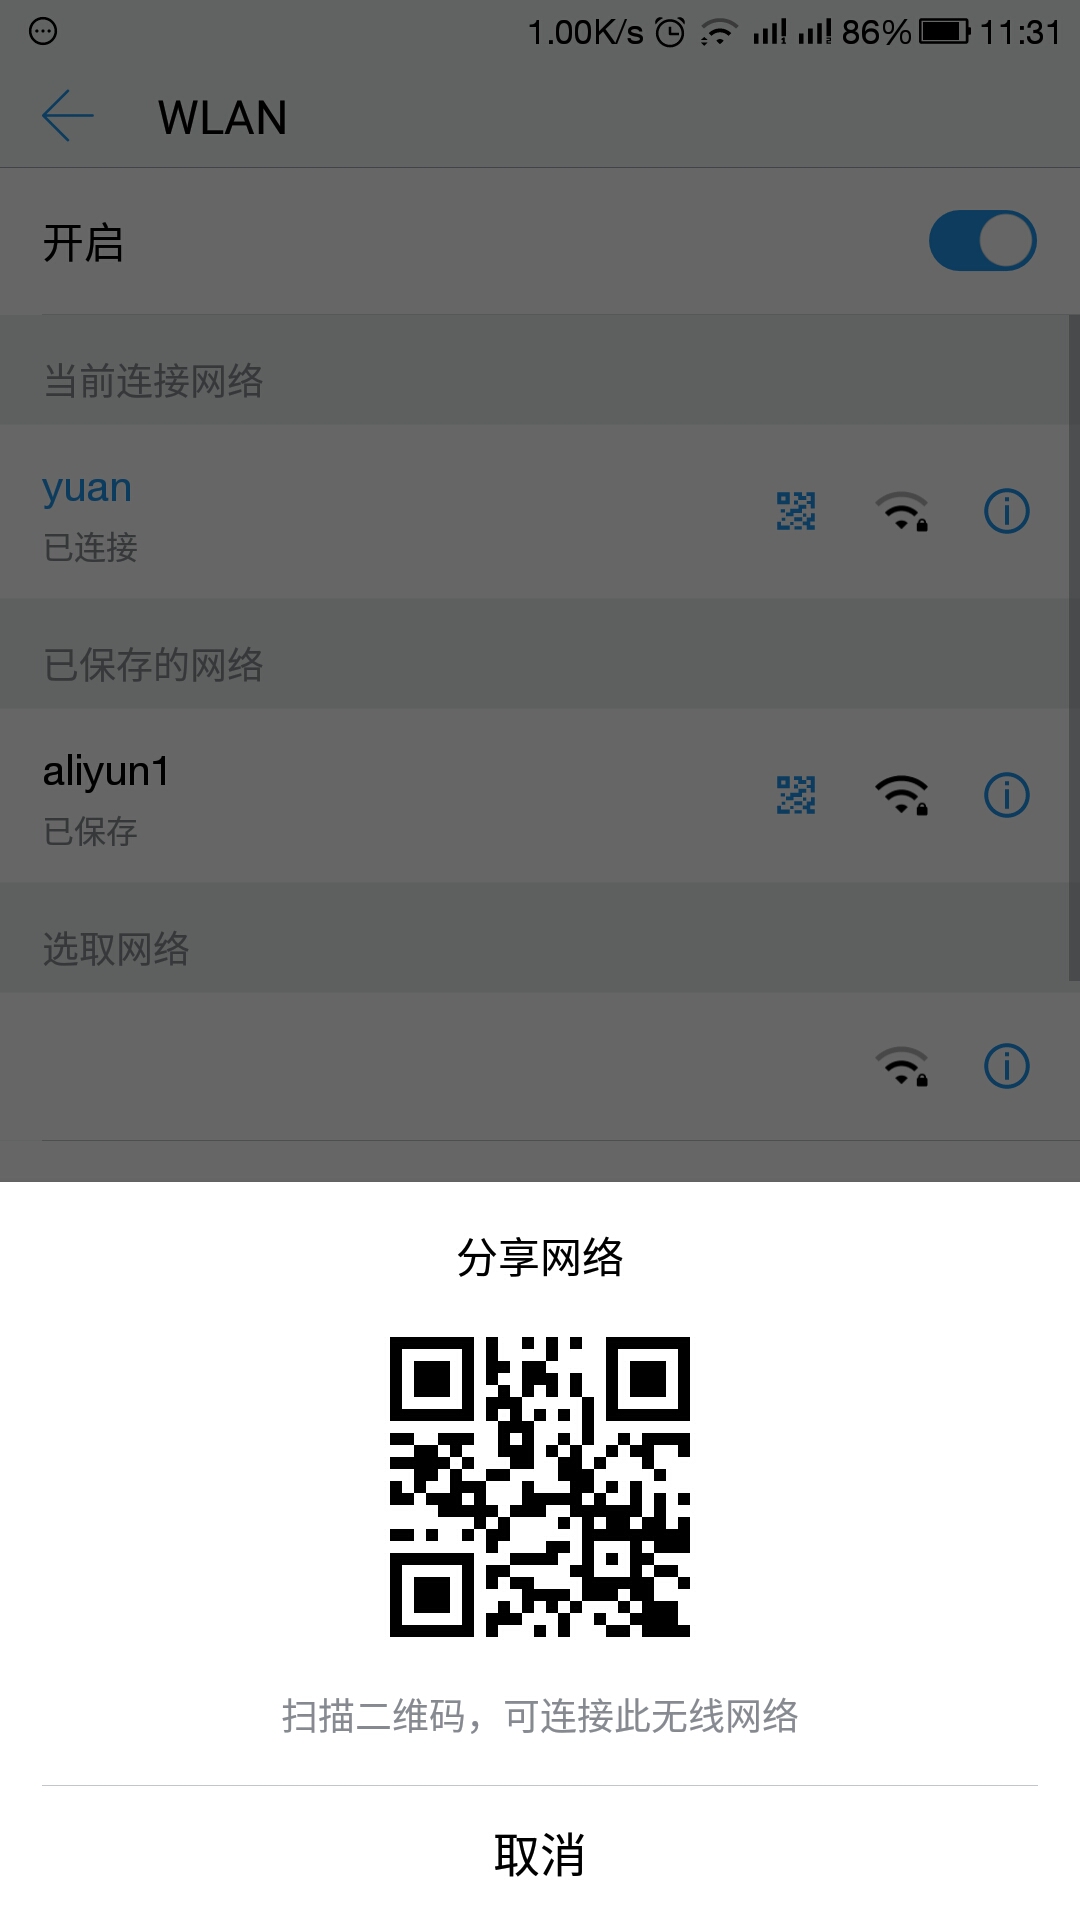 1.00K/s 86% 11:31
WLAN
开启
当前连接网络
yuan
已连接
已保存的网络
aliyun1
已保存
选取网络
分享网络
扫描二维码，可连接此无线网络
取消